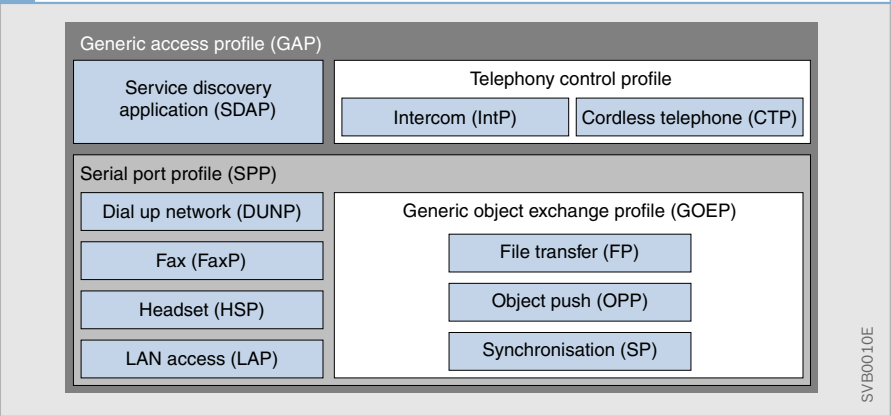 Generic access profile (GAP)
Service discovery
application (SDAP)
Telephony control profile
Intercom (IntP)
Cordless telephone (CTP)
Serial port profile (SPP)
Dial up network (DUNP)
Fax (FaxP)
Headset (HSP)
LAN access (LAP)
Generic object exchange profile (GOEP)
File transfer (FP)
Object push (OPP)
Synchronisation (SP)
SVB0010E